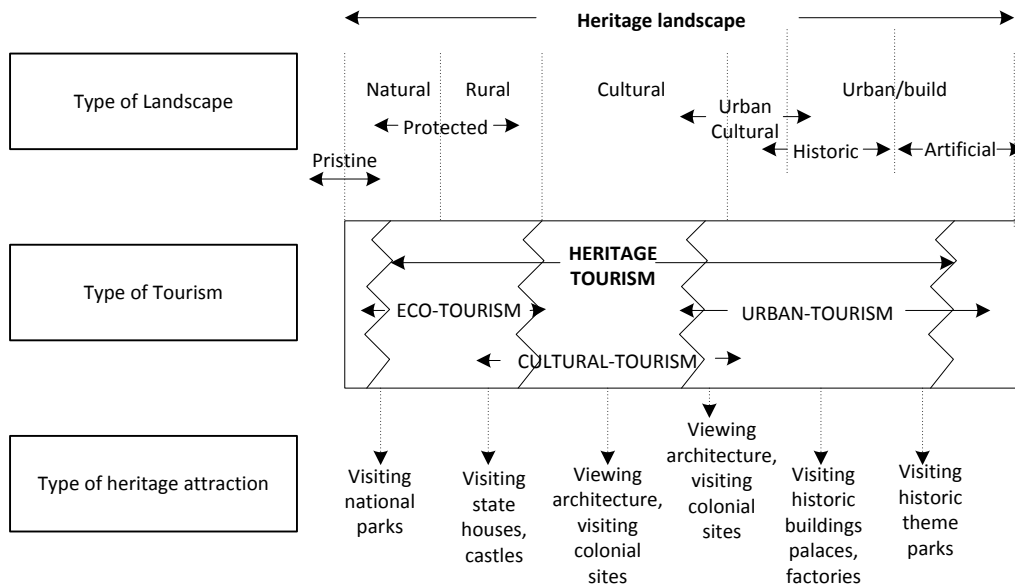 Heritage landscape
Type of Landscape
Natural
Rural
Cultural
Urban/build
Protected
Urban
Cultural
Historic
Artificial
Pristine
Type of Tourism
HERITAGE
TOURISM
ECO-TOURISM
URBAN-TOURISM
CULTURAL-TOURISM
Type of heritage attraction
Visiting
national
parks
Visiting
state
houses,
castles
Viewing
architecture,
visiting
colonial
sites
Viewing
architecture,
visiting
colonial
sites
Visiting
historic
buildings
palaces,
factories
Visiting
historic
theme
parks